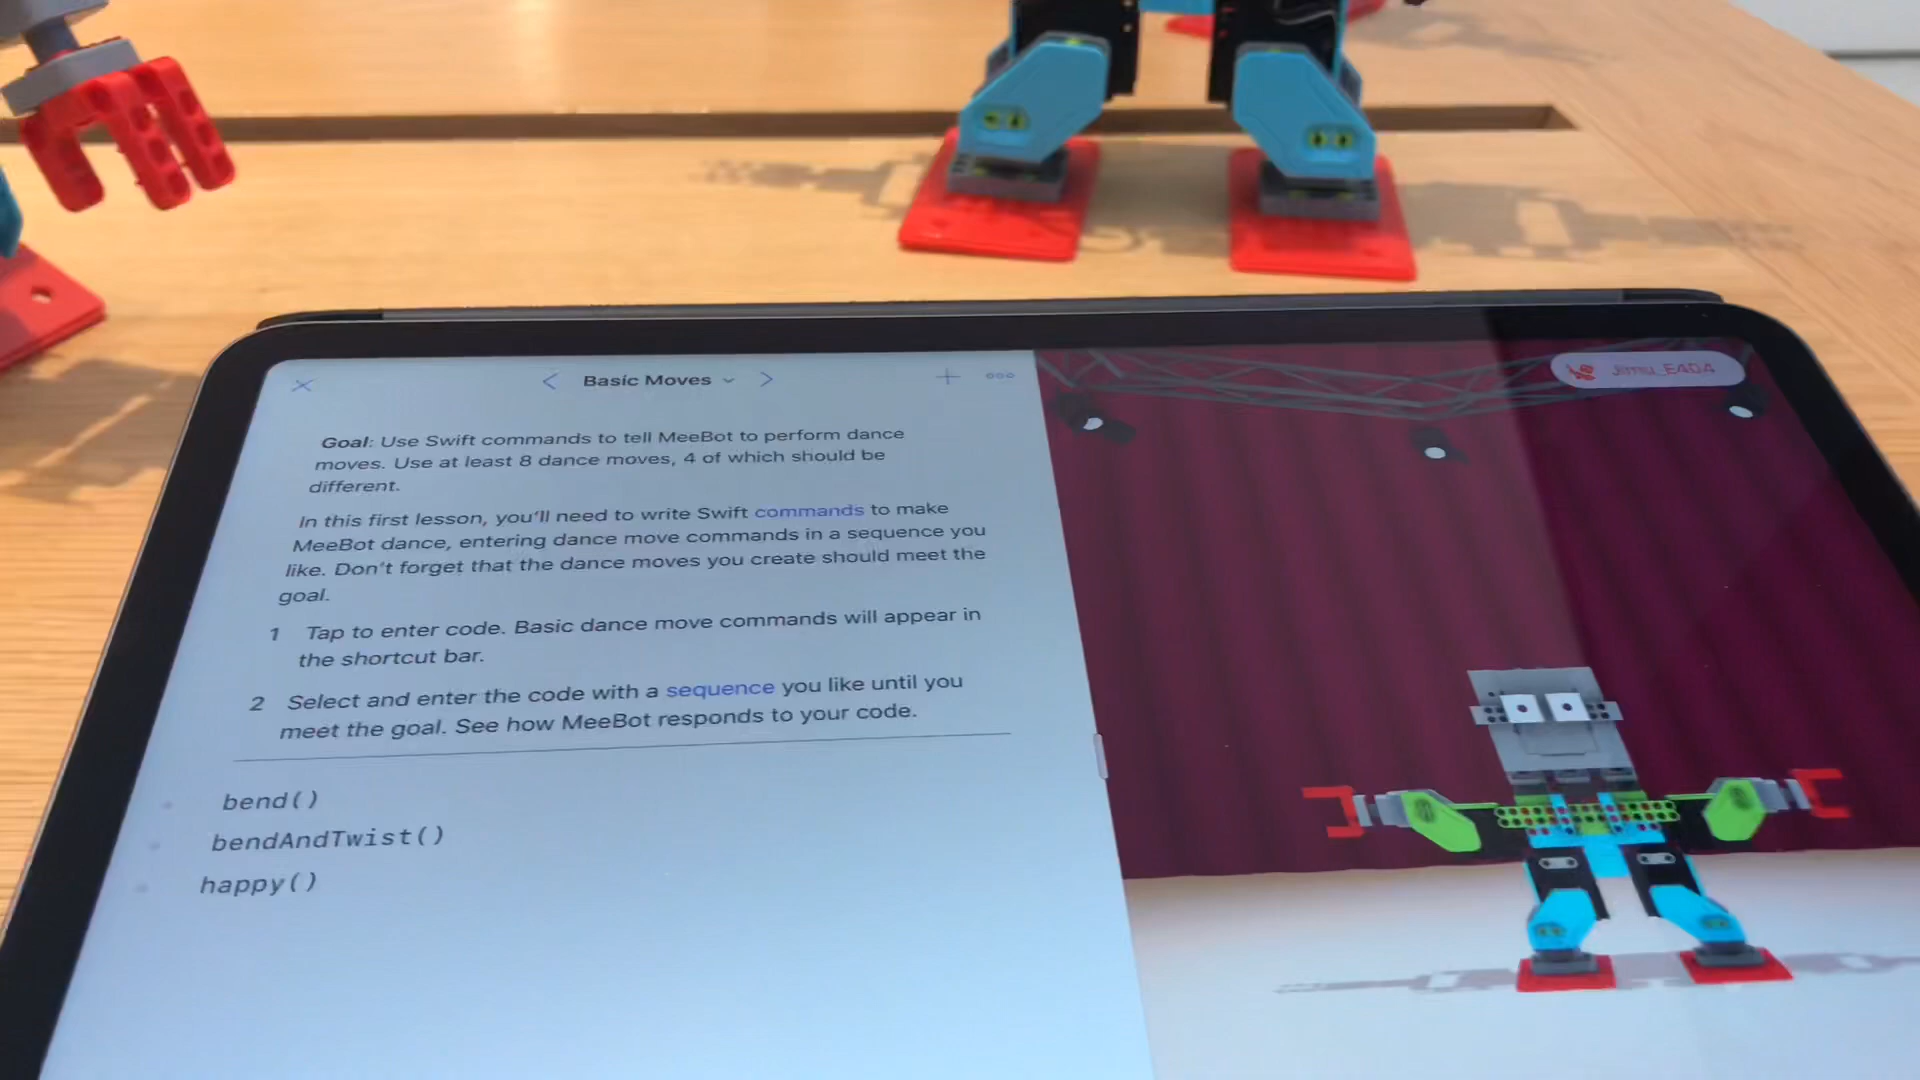 Basic Moves
Jimu_E4D4
Goal: Use Swift commands to tell MeeBot to perform dance
moves. Use at least 8 dance moves, 4 of which should be
different.
In this first lesson, you'll need to write Swift commands to make
MeeBot dance, entering dance move commands in a sequence you
like. Don't forget that the dance moves you create should meet the
goal.
1 Tap to enter code. Basic dance move commands will appear in
the shortcut bar.
2 Select and enter the code with a sequence you like until you
meet the goal. See how MeeBot responds to your code.
bend()
bendAndTwist()
happy()